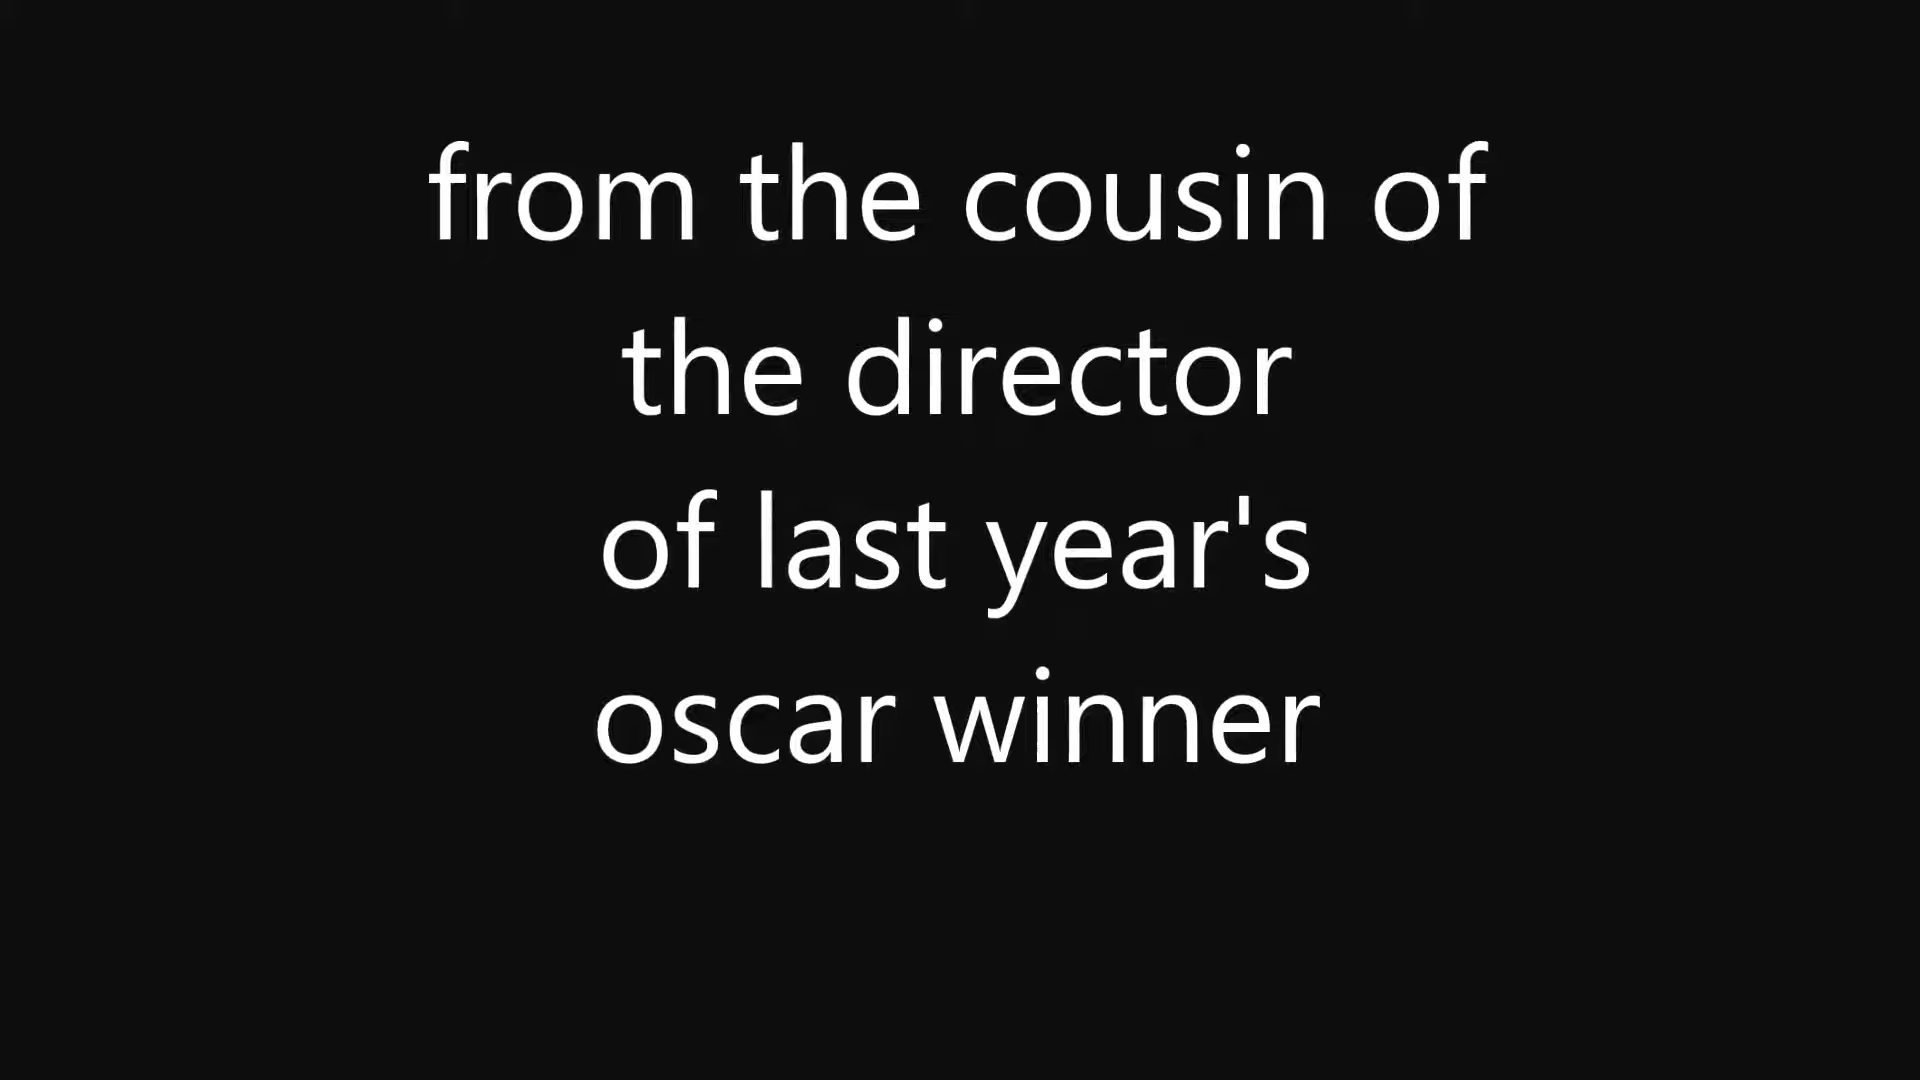 from the cousin of
the director
of last year's
oscar winner